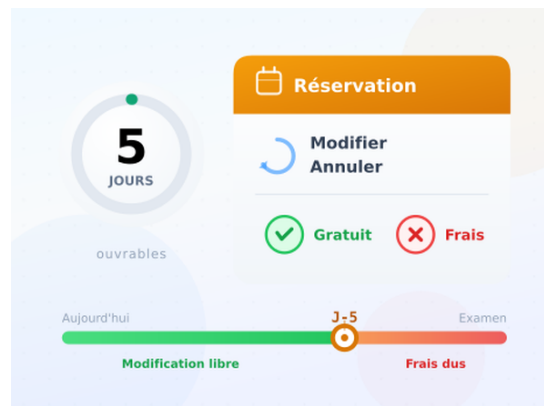 5
JOURS
ouvrables
Réservation
Modifier
Annuler
Gratuit
Frais
Aujourd'hui
J-5
Examen
Modification libre
Frais dus